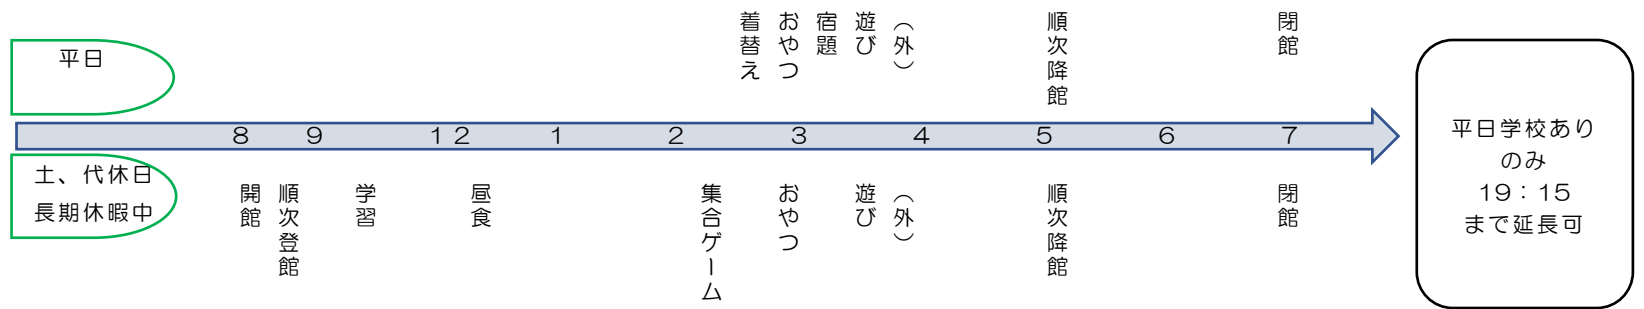 平日
着替え
おやつ
宿題
遊び
（外）
順次降館
閉館
８ ９ １２ １ ２ ３ ４ ５ ６ ７
土、代休日
長期休暇中
開館
順次登館
学習
昼食
集合ゲーム
おやつ
遊び
（外）
順次降館
閉館
平日学校あり
のみ
１９：１５
まで延長可